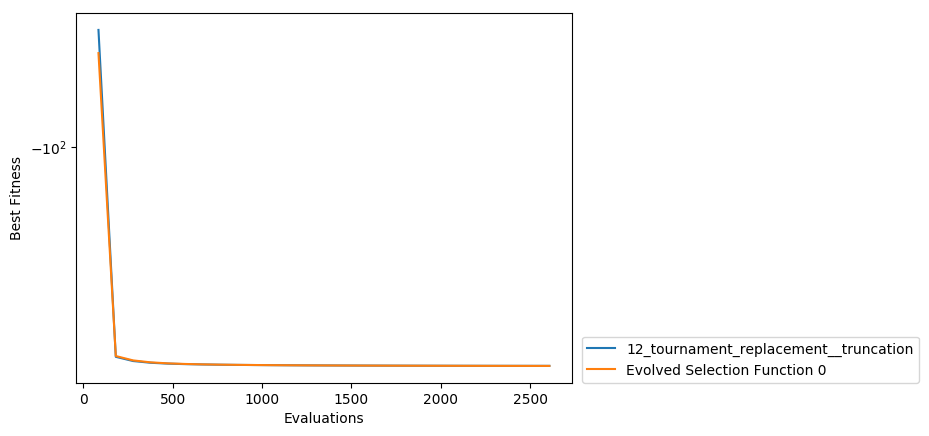 Best Fitness
−10²
0 500 1000 1500 2000 2500
Evaluations
12_tournament_replacement__truncation
Evolved Selection Function 0